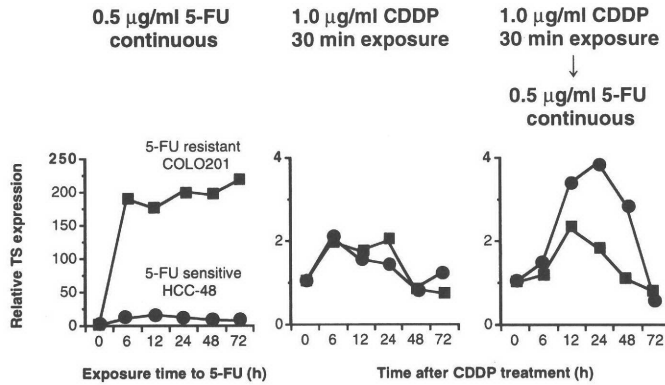 0.5 μg/ml 5-FU
continuous
1.0 μg/ml CDDP
30 min exposure
1.0 μg/ml CDDP
30 min exposure
↓
0.5 μg/ml 5-FU
continuous
Relative TS expression
250
200
150
100
50
25
0
5-FU resistant
COLO201
5-FU sensitive
HCC-48
0 6 12 24 48 72
Exposure time to 5-FU (h)
4
2
0
0 6 12 24 48 72
4
2
0
0 6 12 24 48 72
Time after CDDP treatment (h)